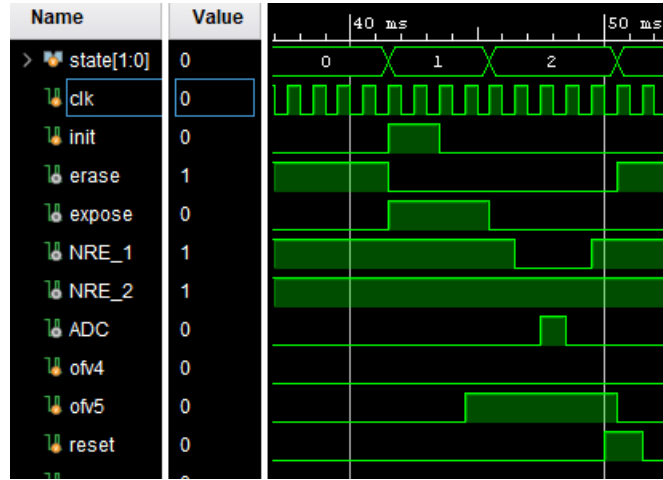 Name Value
40 ms 50 ms
state[1:0] 0 0 1 2
clk 0
init 0
erase 1
expose 0
NRE_1 1
NRE_2 1
ADC 0
ofv4 0
ofv5 0
reset 0